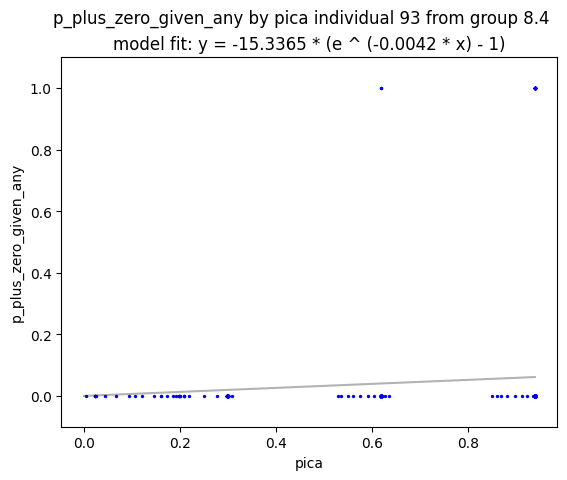 p_plus_zero_given_any by pica individual 93 from group 8.4
model fit: y = -15.3365 * (e ^ (-0.0042 * x) - 1)
p_plus_zero_given_any
1.0
0.8
0.6
0.4
0.2
0.0
0.0 0.2 0.4 0.6 0.8
pica